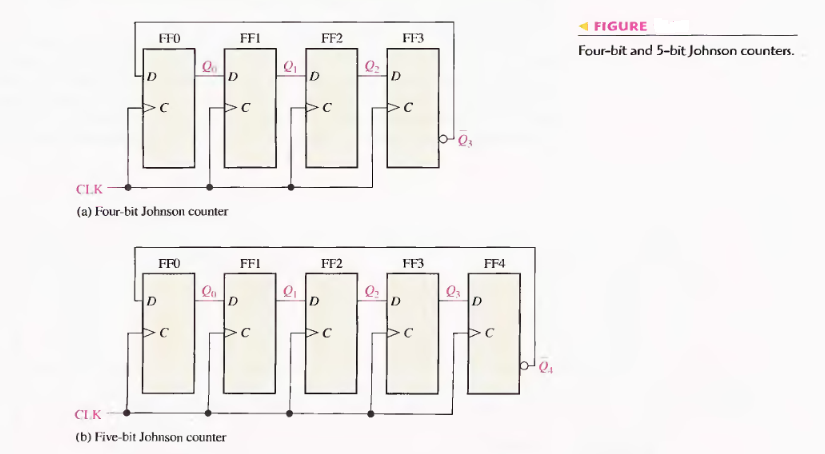 FF0 FF1 FF2 FF3
Q₀ Q₁ Q₂
D D D D
C C C C
Q̅₃
CLK
(a) Four-bit Johnson counter
FF0 FF1 FF2 FF3 FF4
Q₀ Q₁ Q₂ Q₃
D D D D D
C C C C C
Q̅₄
CLK
(b) Five-bit Johnson counter
FIGURE
Four-bit and 5-bit Johnson counters.